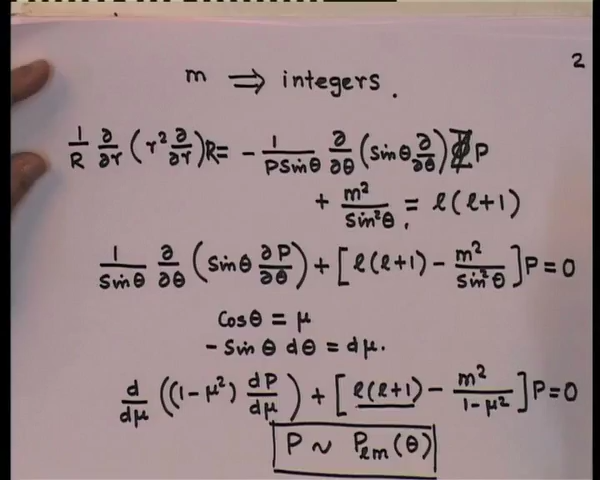 2
m ⟹ integers.
1/R ∂/∂r (r² ∂/∂r)R = - 1/(P Sinθ) ∂/∂θ (Sinθ ∂/∂θ) P
+ m²/Sin²θ = l(l+1)
1/Sinθ ∂/∂θ (Sinθ ∂P/∂θ) + [l(l+1) - m²/Sin²θ]P = 0
Cosθ = μ
- Sin θ dθ = dμ.
d/dμ ((1-μ²) dP/dμ) + [l(l+1) - m²/(1-μ²)]P = 0
P ~ Pₗₘ(θ)